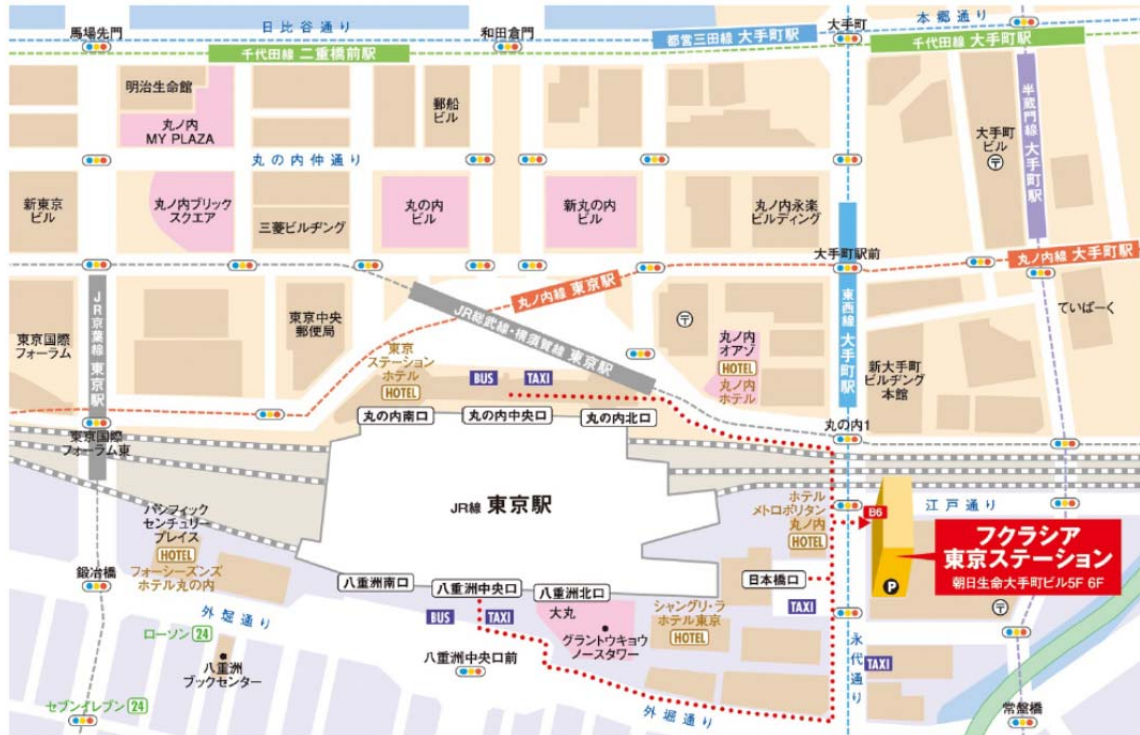 日比谷通り
本郷通り
馬場先門
和田倉門
大手町
千代田線 二重橋前駅
都営三田線 大手町駅
千代田線 大手町駅
明治生命館
丸ノ内
MY PLAZA
郵船
ビル
大手町
ビル
半蔵門線 大手町駅
丸の内仲通り
新東京
ビル
丸ノ内ブリック
スクエア
三菱ビルヂング
丸の内
ビル
新丸の内
ビル
丸ノ内永楽
ビルディング
大手町駅前
丸ノ内線 大手町駅
JR京葉線 東京駅
東京国際
フォーラム
東京中央
郵便局
丸ノ内線 東京駅
JR総武線・横須賀線 東京駅
東西線 大手町駅
ていぱーく
東京
ステーション
ホテル
HOTEL
BUS
TAXI
丸ノ内
オアゾ
HOTEL
丸ノ内
ホテル
新大手町
ビルヂング
本館
丸の内南口
丸の内中央口
丸の内北口
丸の内1
東京国際
フォーラム東
JR線 東京駅
パシフィック
センチュリー
プレイス
HOTEL
フォーシーズンズ
ホテル丸の内
ホテル
メトロポリタン
丸ノ内
HOTEL
江戸通り
B6
フクラシア
東京ステーション
朝日生命大手町ビル5F 6F
P
鍛冶橋
八重洲南口
八重洲中央口
八重洲北口
日本橋口
BUS
TAXI
大丸
グラントウキョウ
ノースタワー
シャングリ・ラ
ホテル東京
HOTEL
TAXI
外堀通り
ローソン 24
八重洲
ブックセンター
八重洲中央口前
永代通り
TAXI
セブンイレブン 24
外堀通り
常盤橋